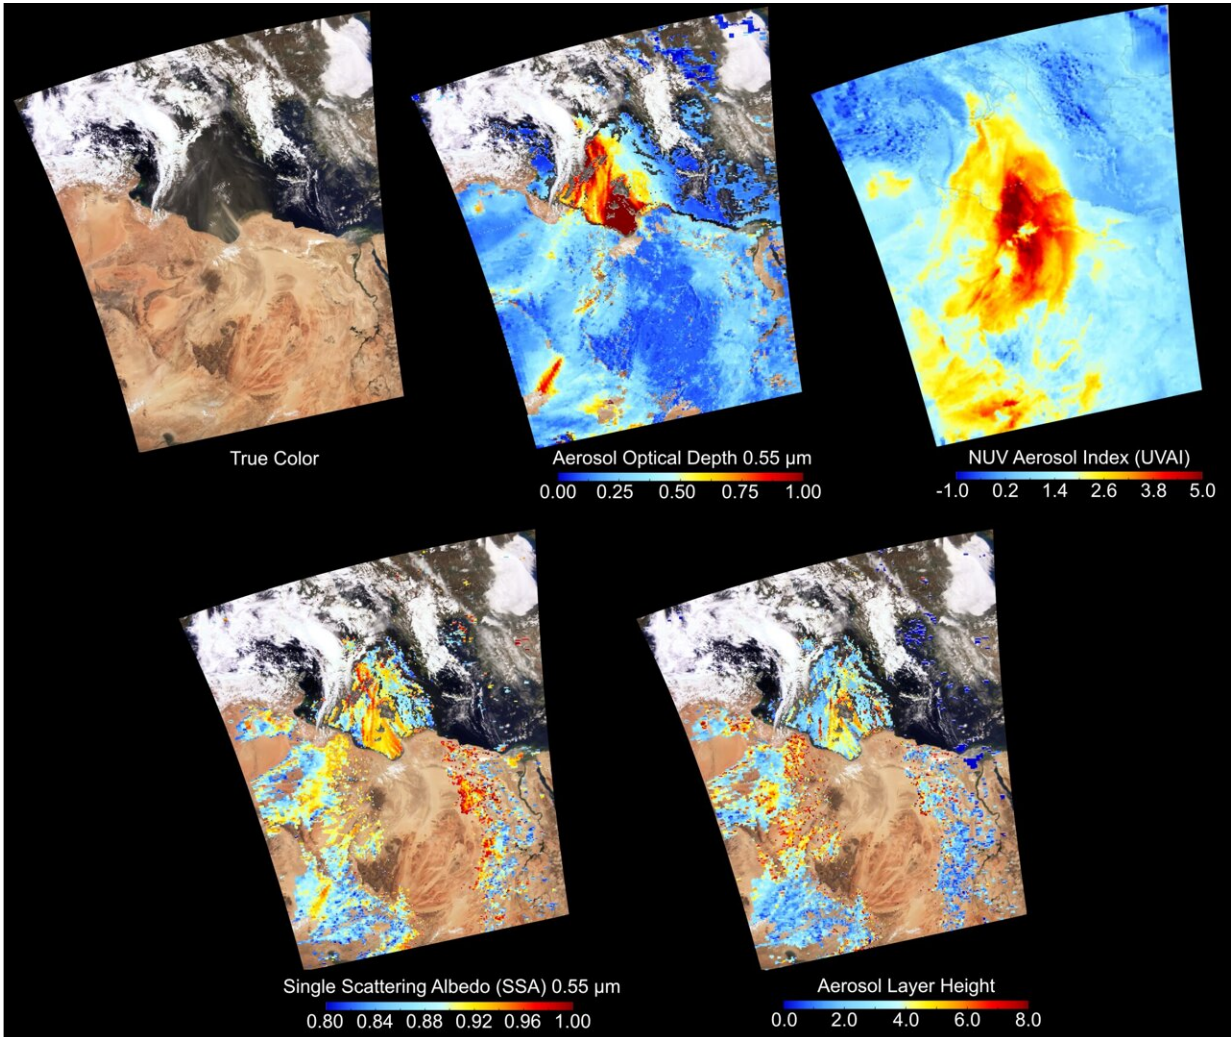 True Color
Aerosol Optical Depth 0.55 µm
0.00 0.25 0.50 0.75 1.00
NUV Aerosol Index (UVAI)
-1.0 0.2 1.4 2.6 3.8 5.0
Single Scattering Albedo (SSA) 0.55 µm
0.80 0.84 0.88 0.92 0.96 1.00
Aerosol Layer Height
0.0 2.0 4.0 6.0 8.0